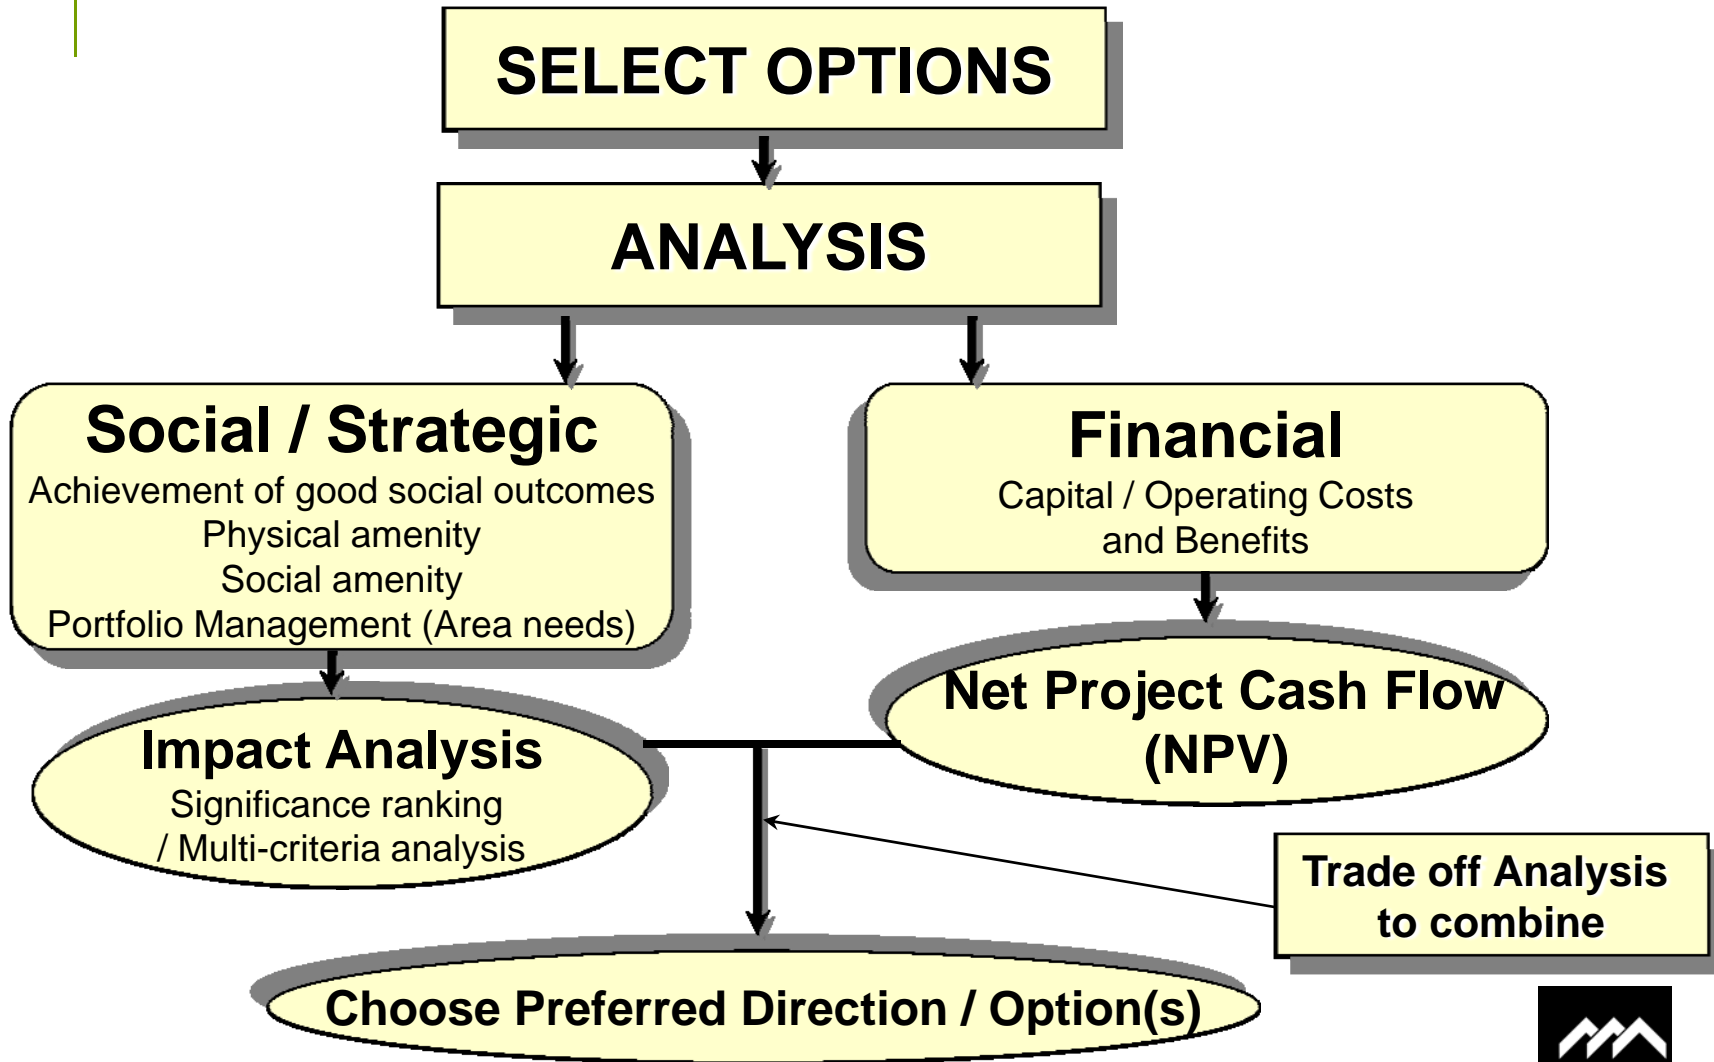 SELECT OPTIONS
ANALYSIS
Social / Strategic
Achievement of good social outcomes
Physical amenity
Social amenity
Portfolio Management (Area needs)
Financial
Capital / Operating Costs
and Benefits
Impact Analysis
Significance ranking
/ Multi-criteria analysis
Net Project Cash Flow
(NPV)
Trade off Analysis
to combine
Choose Preferred Direction / Option(s)